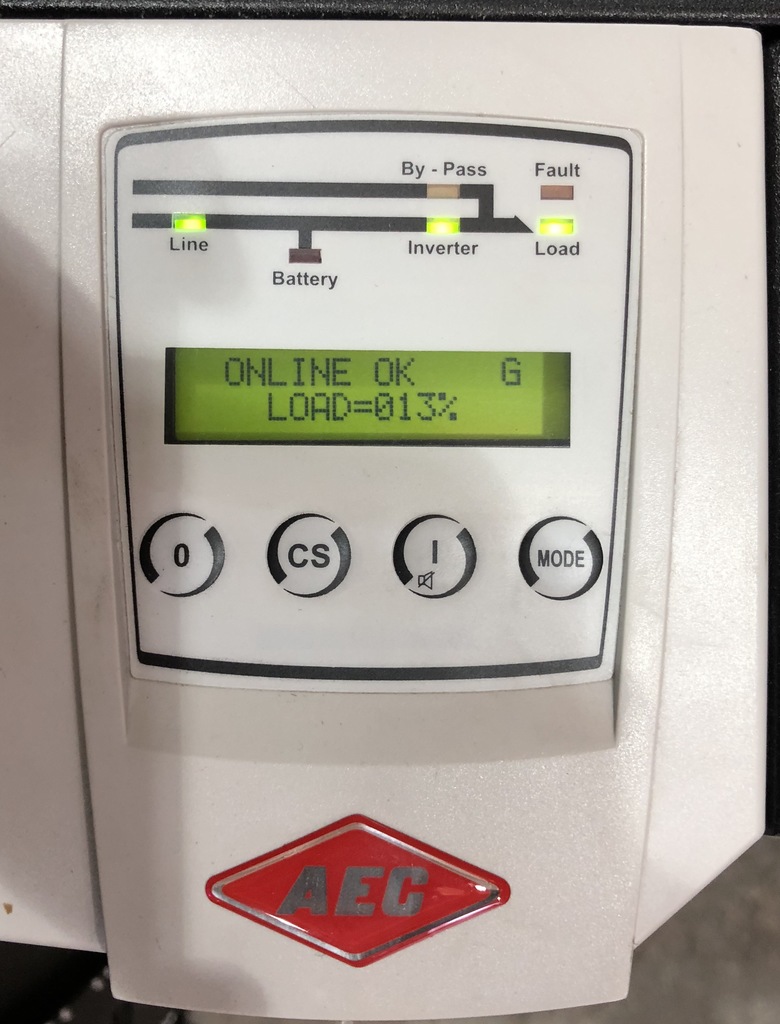 By - Pass
Fault
Line
Inverter
Load
Battery
ONLINE OK G
LOAD=013%
0
CS
I
MODE
AEC